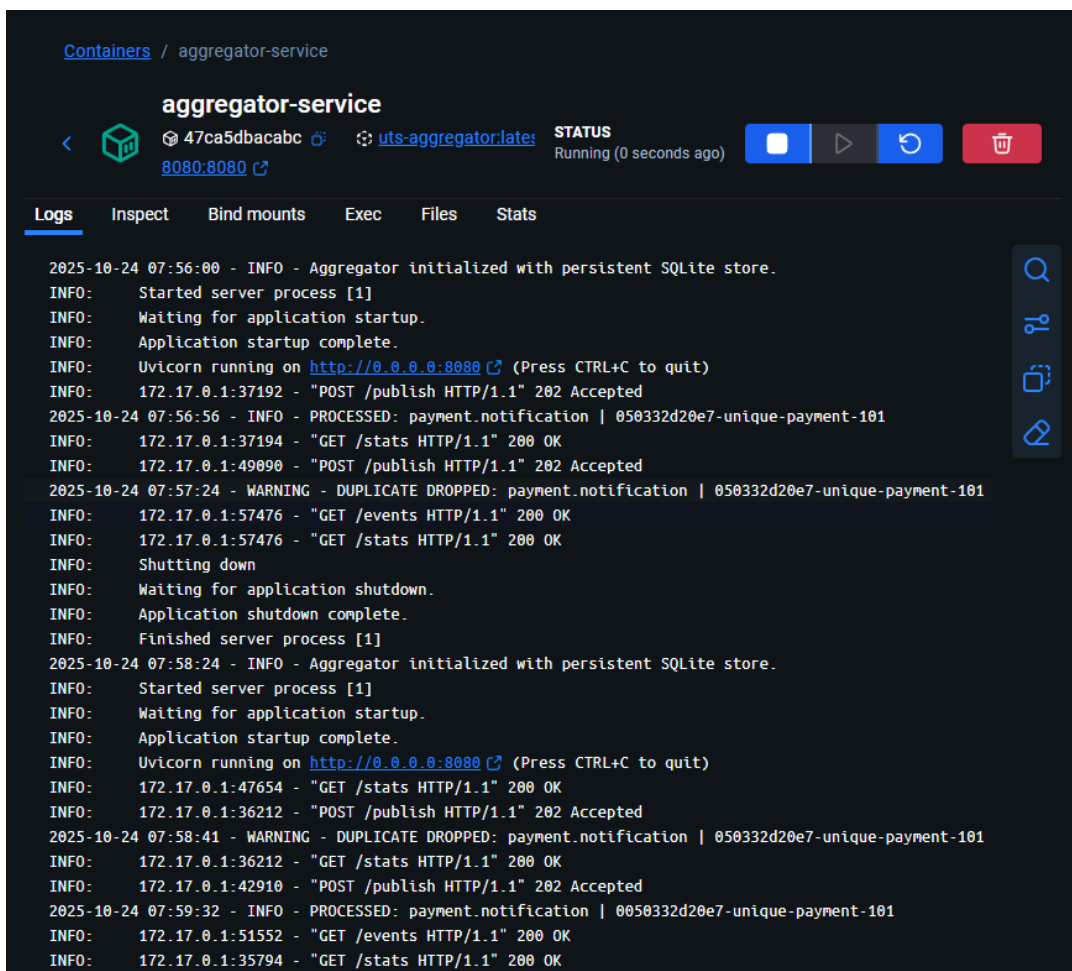 Containers / aggregator-service
aggregator-service
47ca5dbacabc
uts-aggregator:lates
8080:8080
STATUS
Running (0 seconds ago)
Logs Inspect Bind mounts Exec Files Stats
2025-10-24 07:56:00 - INFO - Aggregator initialized with persistent SQLite store.
INFO: Started server process [1]
INFO: Waiting for application startup.
INFO: Application startup complete.
INFO: Uvicorn running on http://0.0.0.0:8080 (Press CTRL+C to quit)
INFO: 172.17.0.1:37192 - "POST /publish HTTP/1.1" 202 Accepted
2025-10-24 07:56:56 - INFO - PROCESSED: payment.notification | 050332d20e7-unique-payment-101
INFO: 172.17.0.1:37194 - "GET /stats HTTP/1.1" 200 OK
INFO: 172.17.0.1:49090 - "POST /publish HTTP/1.1" 202 Accepted
2025-10-24 07:57:24 - WARNING - DUPLICATE DROPPED: payment.notification | 050332d20e7-unique-payment-101
INFO: 172.17.0.1:57476 - "GET /events HTTP/1.1" 200 OK
INFO: 172.17.0.1:57476 - "GET /stats HTTP/1.1" 200 OK
INFO: Shutting down
INFO: Waiting for application shutdown.
INFO: Application shutdown complete.
INFO: Finished server process [1]
2025-10-24 07:58:24 - INFO - Aggregator initialized with persistent SQLite store.
INFO: Started server process [1]
INFO: Waiting for application startup.
INFO: Application startup complete.
INFO: Uvicorn running on http://0.0.0.0:8080 (Press CTRL+C to quit)
INFO: 172.17.0.1:47654 - "GET /stats HTTP/1.1" 200 OK
INFO: 172.17.0.1:36212 - "POST /publish HTTP/1.1" 202 Accepted
2025-10-24 07:58:41 - WARNING - DUPLICATE DROPPED: payment.notification | 050332d20e7-unique-payment-101
INFO: 172.17.0.1:36212 - "GET /stats HTTP/1.1" 200 OK
INFO: 172.17.0.1:42910 - "POST /publish HTTP/1.1" 202 Accepted
2025-10-24 07:59:32 - INFO - PROCESSED: payment.notification | 0050332d20e7-unique-payment-101
INFO: 172.17.0.1:51552 - "GET /events HTTP/1.1" 200 OK
INFO: 172.17.0.1:35794 - "GET /stats HTTP/1.1" 200 OK